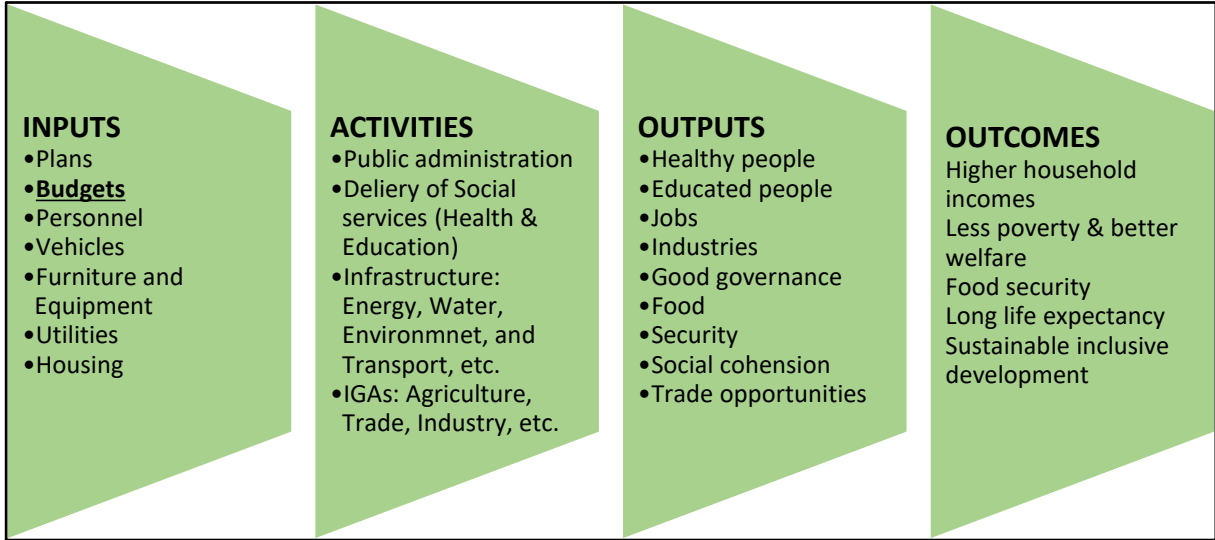 INPUTS
•Plans
•Budgets
•Personnel
•Vehicles
•Furniture and
Equipment
•Utilities
•Housing
ACTIVITIES
•Public administration
•Deliery of Social
services (Health &
Education)
•Infrastructure:
Energy, Water,
Environmnet, and
Transport, etc.
•IGAs: Agriculture,
Trade, Industry, etc.
OUTPUTS
•Healthy people
•Educated people
•Jobs
•Industries
•Good governance
•Food
•Security
•Social cohension
•Trade opportunities
OUTCOMES
Higher household
incomes
Less poverty & better
welfare
Food security
Long life expectancy
Sustainable inclusive
development